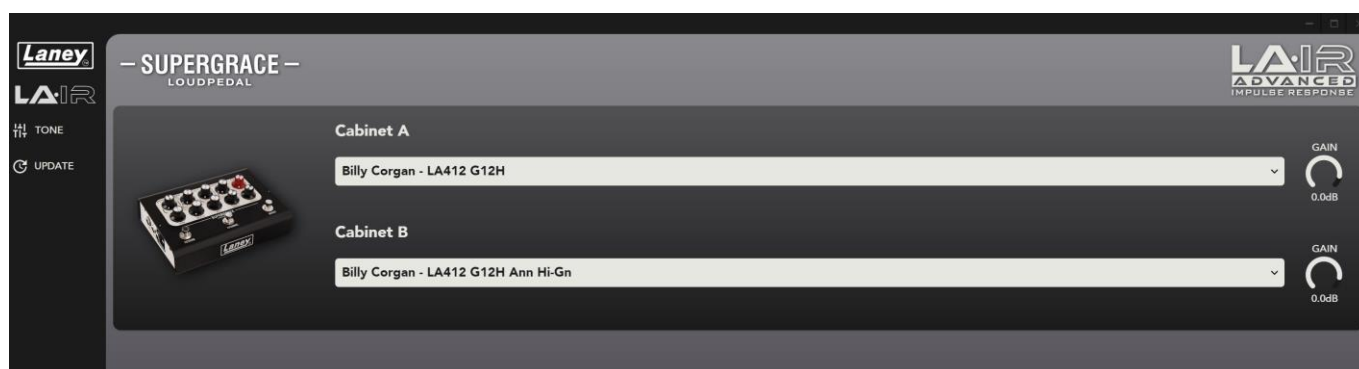 Laney
LA·IR
TONE
UPDATE
– SUPERGRACE –
LOUDPEDAL
LA·IR
ADVANCED
IMPULSE RESPONSE
Cabinet A
Billy Corgan - LA412 G12H
GAIN
0.0dB
Laney
Cabinet B
Billy Corgan - LA412 G12H Ann Hi-Gn
GAIN
0.0dB